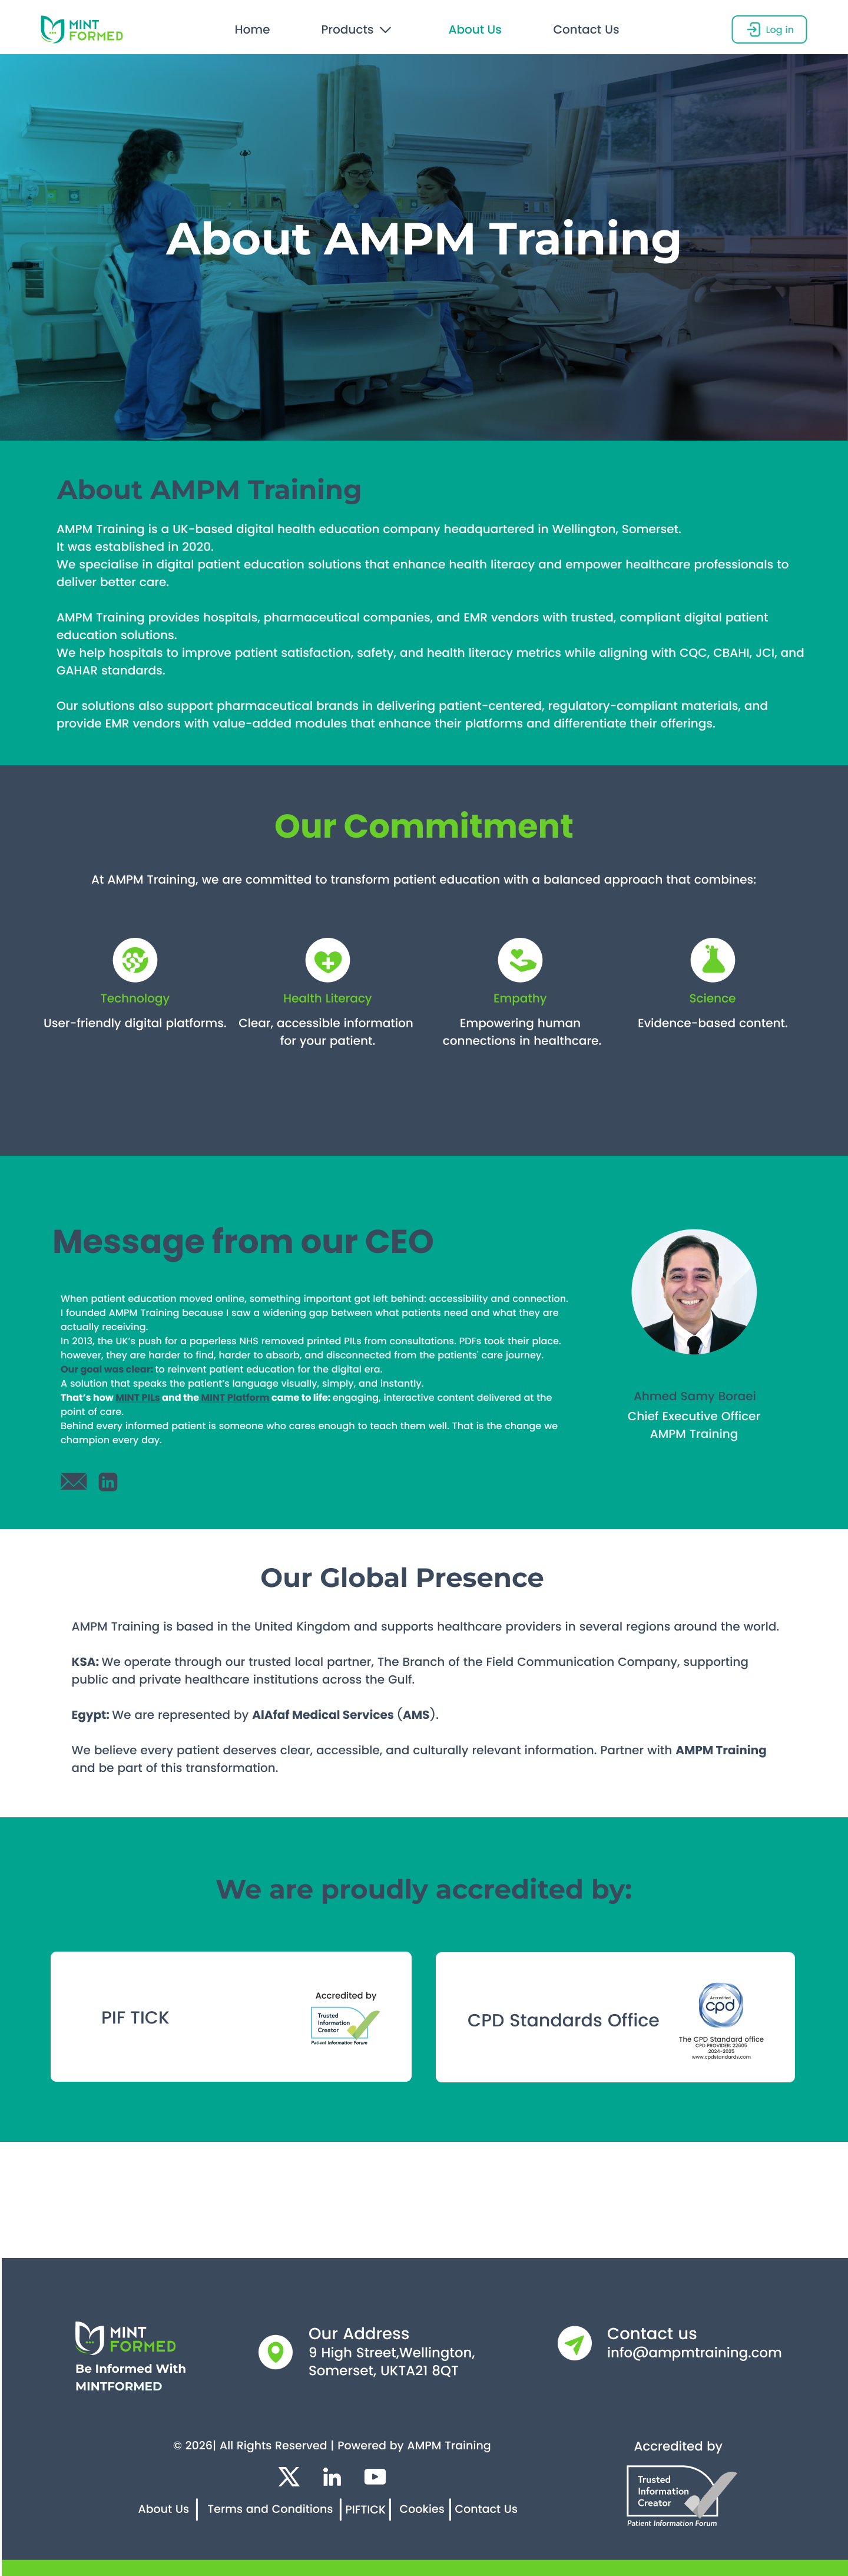 MINT
FORMED
Home
Products
About Us
Contact Us
Log in
About AMPM Training
About AMPM Training
AMPM Training is a UK-based digital health education company headquartered in Wellington, Somerset.
It was established in 2020.
We specialise in digital patient education solutions that enhance health literacy and empower healthcare professionals to
deliver better care.
AMPM Training provides hospitals, pharmaceutical companies, and EMR vendors with trusted, compliant digital patient
education solutions.
We help hospitals to improve patient satisfaction, safety, and health literacy metrics while aligning with CQC, CBAHI, JCI, and
GAHAR standards.
Our solutions also support pharmaceutical brands in delivering patient-centered, regulatory-compliant materials, and
provide EMR vendors with value-added modules that enhance their platforms and differentiate their offerings.
Our Commitment
At AMPM Training, we are committed to transform patient education with a balanced approach that combines:
Technology
User-friendly digital platforms.
Health Literacy
Clear, accessible information
for your patient.
Empathy
Empowering human
connections in healthcare.
Science
Evidence-based content.
Message from our CEO
When patient education moved online, something important got left behind: accessibility and connection.
I founded AMPM Training because I saw a widening gap between what patients need and what they are
actually receiving.
In 2013, the UK's push for a paperless NHS removed printed PILs from consultations. PDFs took their place.
however, they are harder to find, harder to absorb, and disconnected from the patients' care journey.
Our goal was clear: to reinvent patient education for the digital era.
A solution that speaks the patient's language visually, simply, and instantly.
That's how MINT PILs and the MINT Platform came to life: engaging, interactive content delivered at the
point of care.
Behind every informed patient is someone who cares enough to teach them well. That is the change we
champion every day.
in
Ahmed Samy Borael
Chief Executive Officer
AMPM Training
Our Global Presence
AMPM Training is based in the United Kingdom and supports healthcare providers in several regions around the world.
KSA: We operate through our trusted local partner, The Branch of the Field Communication Company, supporting
public and private healthcare institutions across the Gulf.
Egypt: We are represented by AlAfaf Medical Services (AMS).
We believe every patient deserves clear, accessible, and culturally relevant information. Partner with AMPM Training
and be part of this transformation.
We are proudly accredited by:
PIF TICK
Accredited by
Trusted
Information
Creator
Patient Information Forum
CPD Standards Office
Accredited
cpd
The CPD Standard office
CPD PROVIDER: 22605
2024-2025
www.cpdstandards.com
MINT
FORMED
Be Informed With
MINTFORMED
Our Address
9 High Street,Wellington,
Somerset, UKTA21 8QT
Contact us
info@ampmtraining.com
© 2026| All Rights Reserved | Powered by AMPM Training
in
About Us
Terms and Conditions
PIFTICK
Cookies
Contact Us
Accredited by
Trusted
Information
Creator
Patient Information Forum